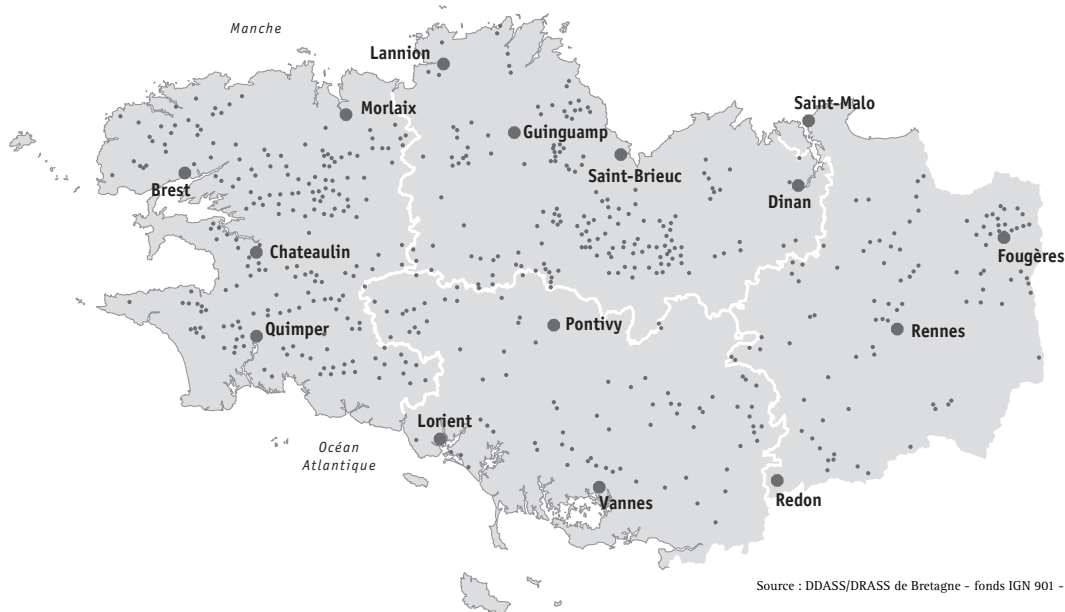 Manche
Lannion
Morlaix
Saint-Malo
Guinguamp
Saint-Brieuc
Brest
Dinan
Chateaulin
Fougères
Quimper
Pontivy
Rennes
Lorient
Océan
Atlantique
Vannes
Redon
Source : DDASS/DRASS de Bretagne - fonds IGN 901 -